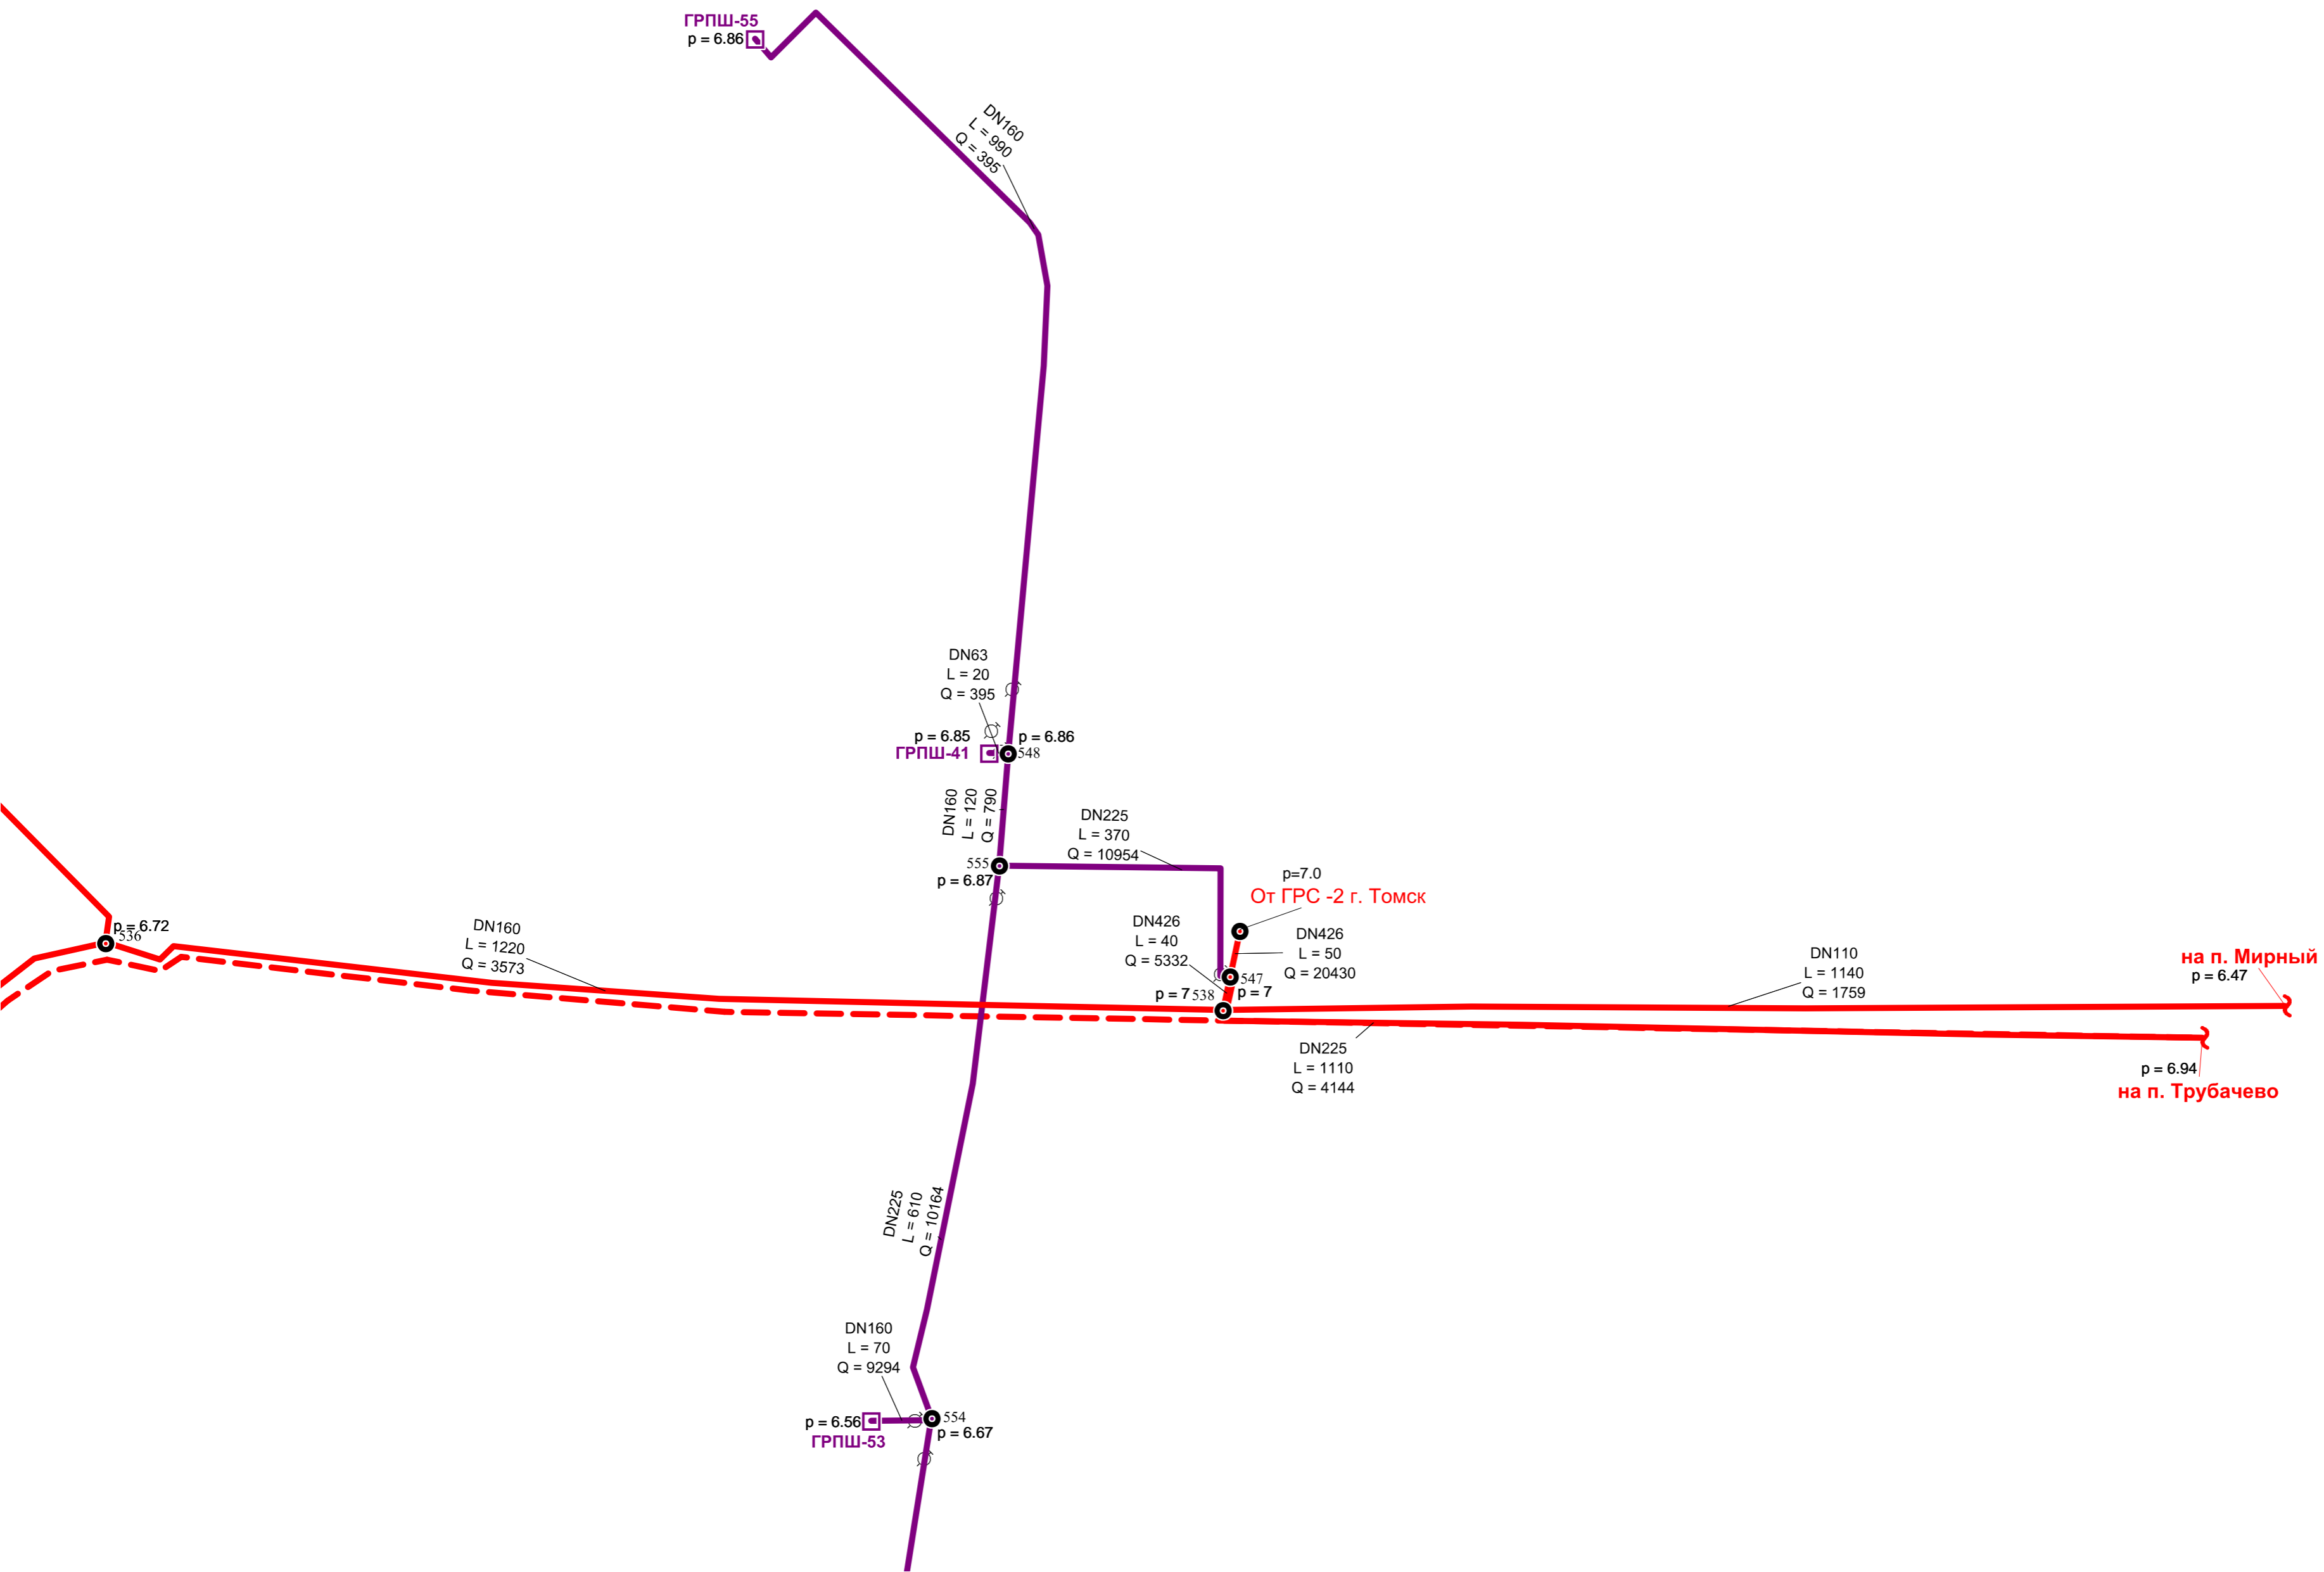 ГРПШ-55
p = 6.86
DN160
L = 990
Q = 395
DN63
L = 20
Q = 395
p = 6.85
ГРПШ-41
p = 6.86
548
DN160
L = 120
Q = 790
DN225
L = 370
Q = 10954
555
p = 6.87
p=7.0
От ГРС -2 г. Томск
DN426
L = 40
Q = 5332
DN426
L = 50
Q = 20430
547
p = 7
p = 7
538
p = 6.72
536
DN160
L = 1220
Q = 3573
DN110
L = 1140
Q = 1759
на п. Мирный
p = 6.47
DN225
L = 1110
Q = 4144
p = 6.94
на п. Трубачево
DN225
L = 610
Q = 10164
DN160
L = 70
Q = 9294
p = 6.56
ГРПШ-53
554
p = 6.67